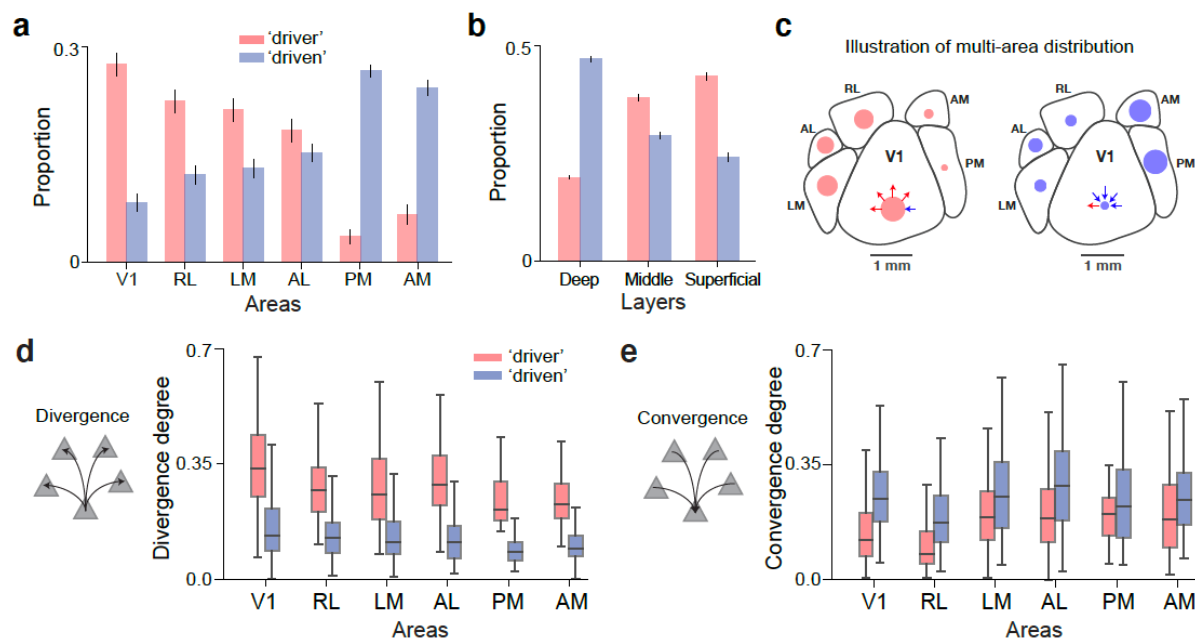 a
0.3
'driver'
'driven'
Proportion
0
V1 RL LM AL PM AM
Areas
b
0.5
Proportion
0
Deep Middle Superficial
Layers
c
Illustration of multi-area distribution
RL
AM
AL
V1
PM
LM
1 mm
RL
AM
AL
V1
PM
LM
1 mm
d
Divergence
0.7
'driver'
'driven'
Divergence degree
0.35
0.0
V1 RL LM AL PM AM
Areas
e
Convergence
0.7
Convergence degree
0.35
0.0
V1 RL LM AL PM AM
Areas